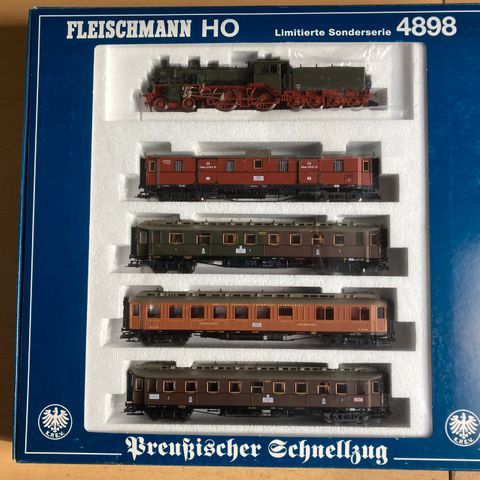 FLEISCHMANN HO Limitierte Sonderserie 4898
K.P.E.V. K.P.E.V.
Preußischer Schnellzug